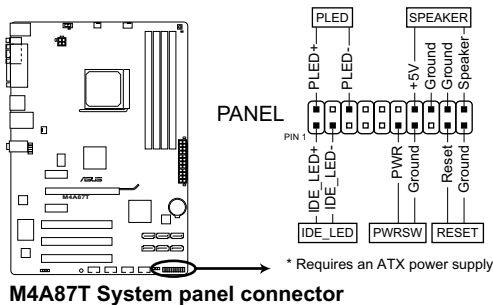 PLED
SPEAKER
PLED+
PLED-
+5V
Ground
Ground
Speaker-
PANEL
PIN 1
IDE_LED+
IDE_LED-
PWR
Ground
Reset
Ground
IDE_LED
PWRSW
RESET
ASUS
M4A87T
* Requires an ATX power supply
M4A87T System panel connector